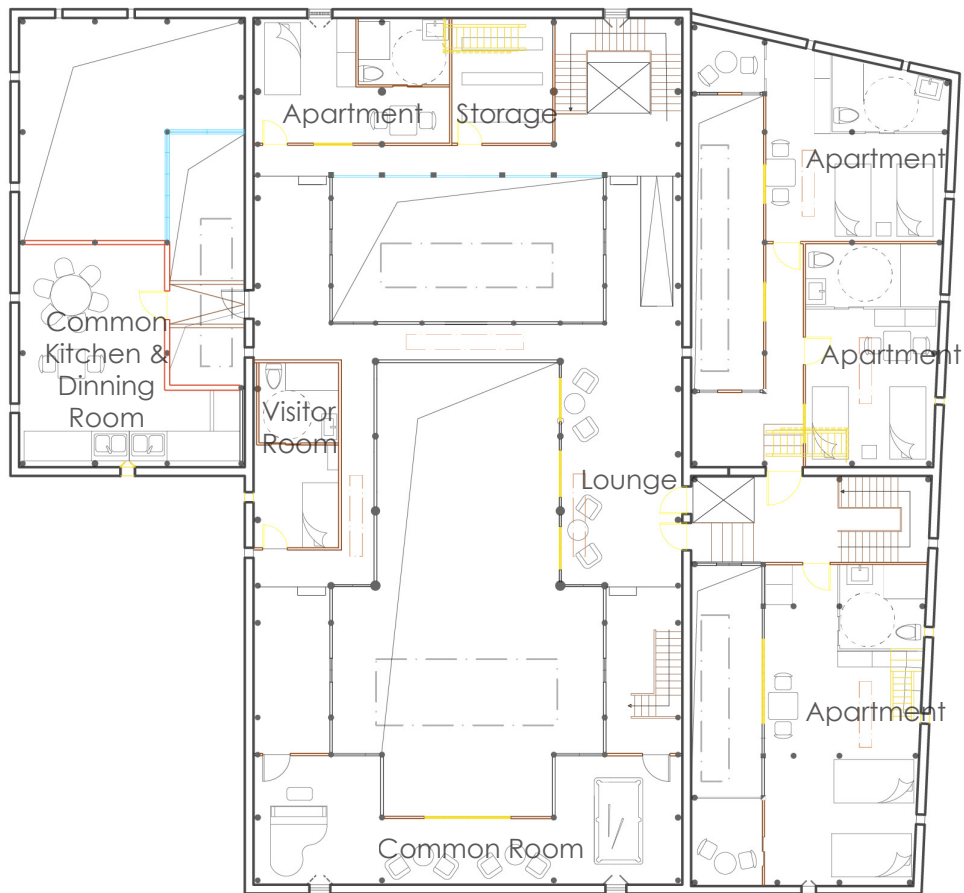 Apartment
Storage
Apartment
Common
Kitchen &
Dinning
Room
Apartment
Visitor
Room
Lounge
Apartment
Common Room